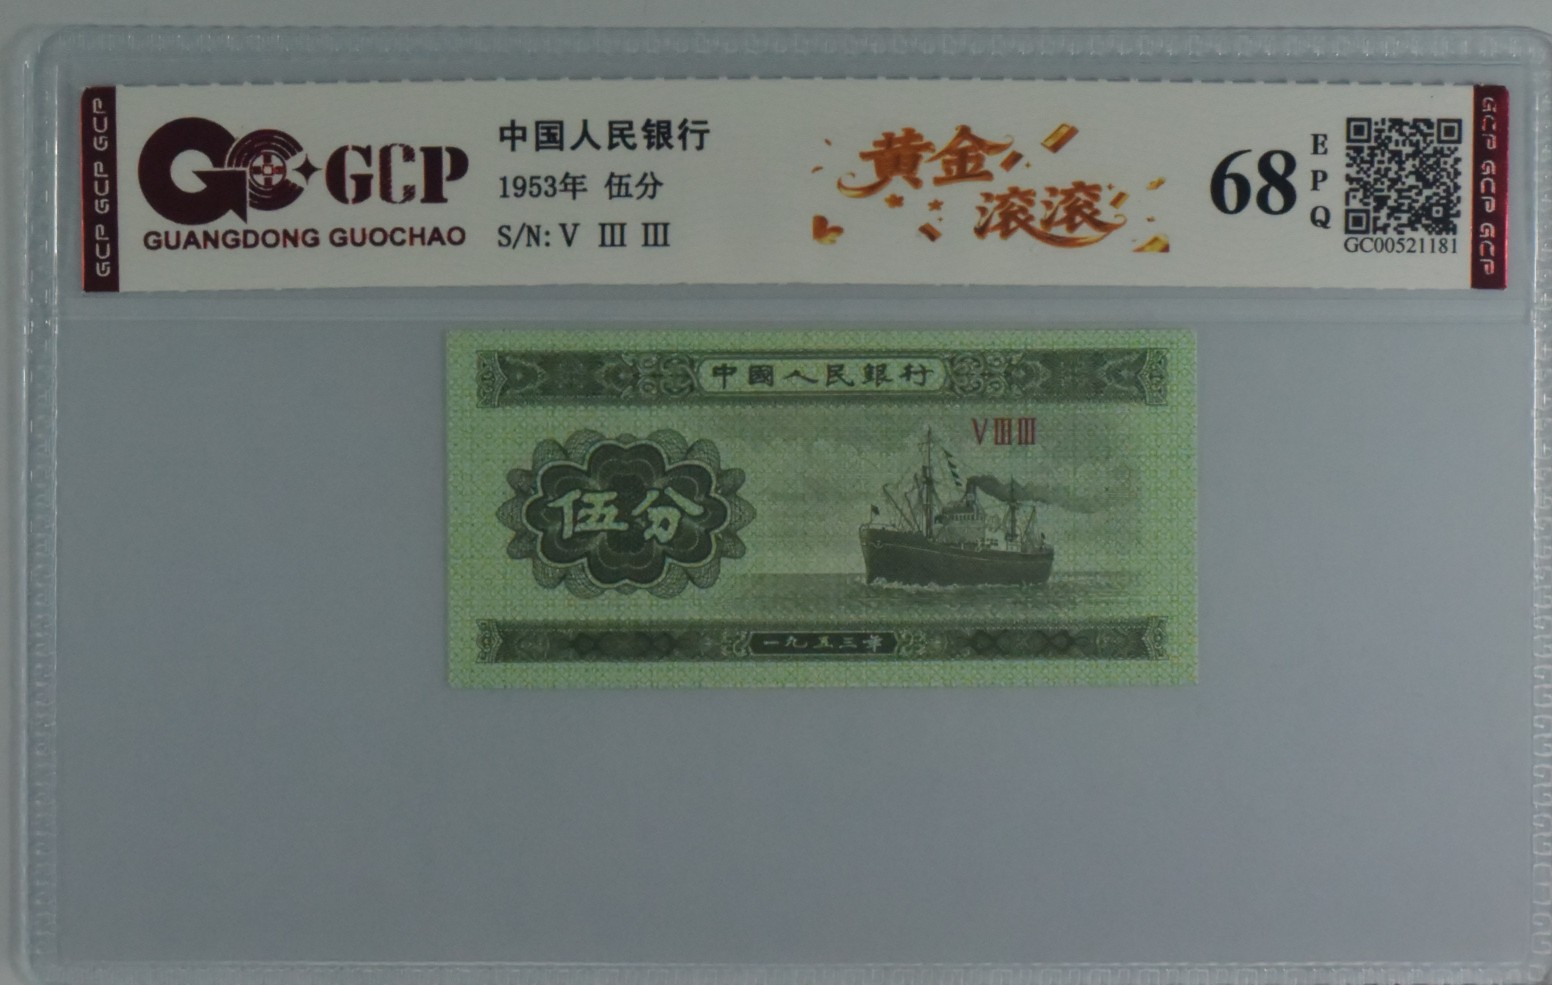 GCP GCP GCP
GCP
GUANGDONG GUOCHAO
中国人民银行
1953年 伍分
S/N: V III III
黄金
滚滚
68
EPQ
GC00521181
GCP GCP GCP
中國人民銀行
VIIIIII
伍分
一九五三年